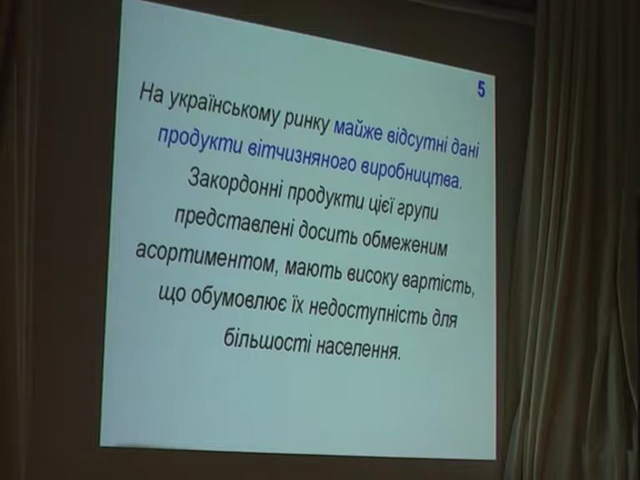 5
На українському ринку майже відсутні дані
продукти вітчизняного виробництва.
Закордонні продукти цієї групи
представлені досить обмеженим
асортиментом, мають високу вартість,
що обумовлює їх недоступність для
більшості населення.